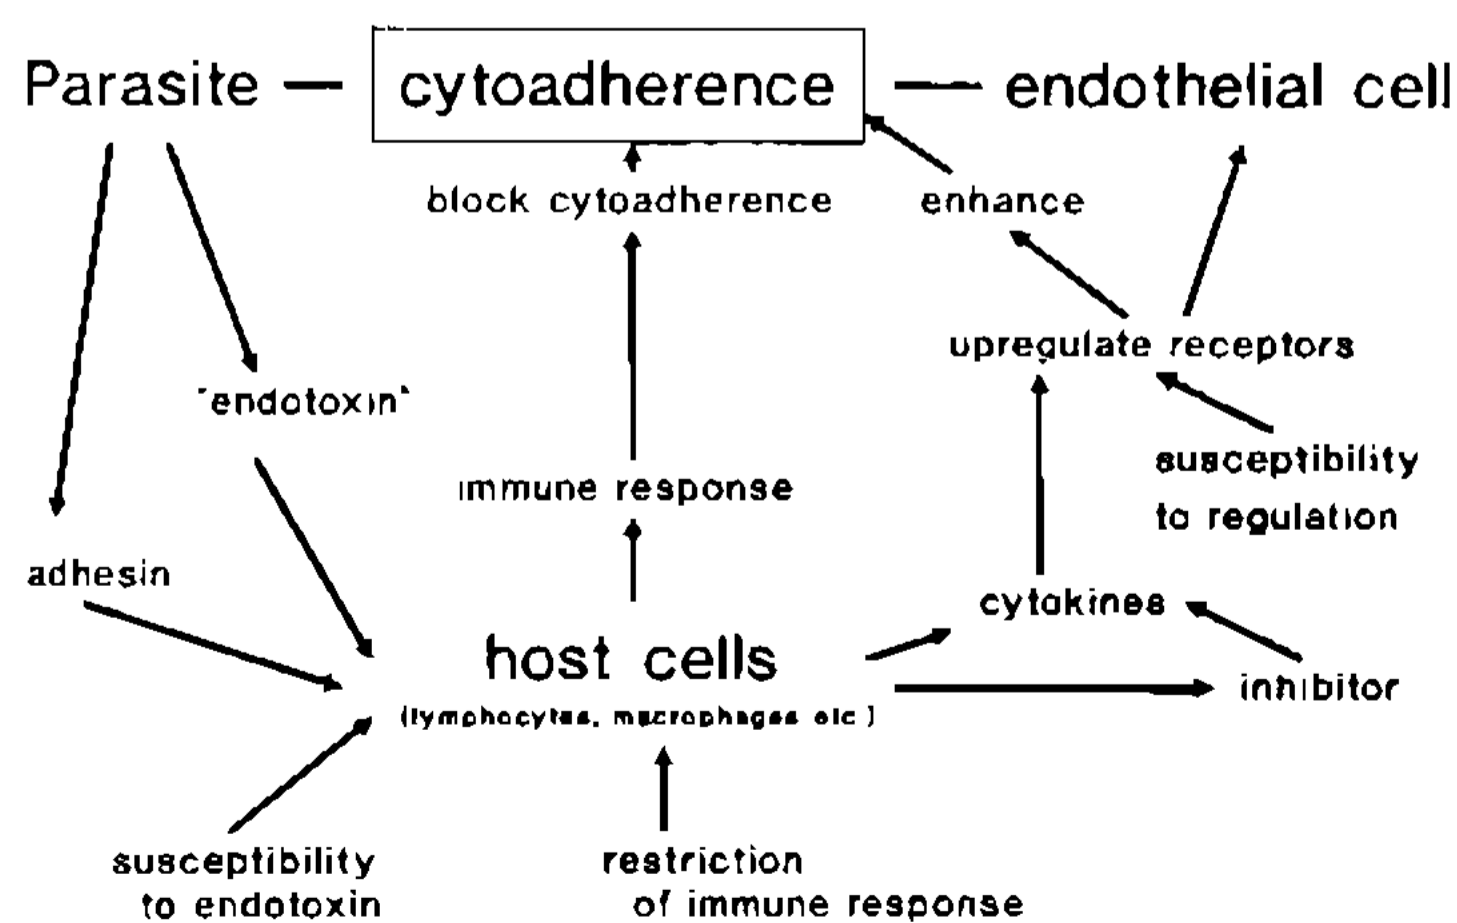 Parasite — cytoadherence — endothelial cell
block cytoadherence
enhance
upregulate receptors
"endotoxin"
susceptibility
to regulation
immune response
adhesin
cytokines
host cells
inhibitor
(lymphocytes, macrophages etc)
susceptibility
to endotoxin
restriction
of immune response